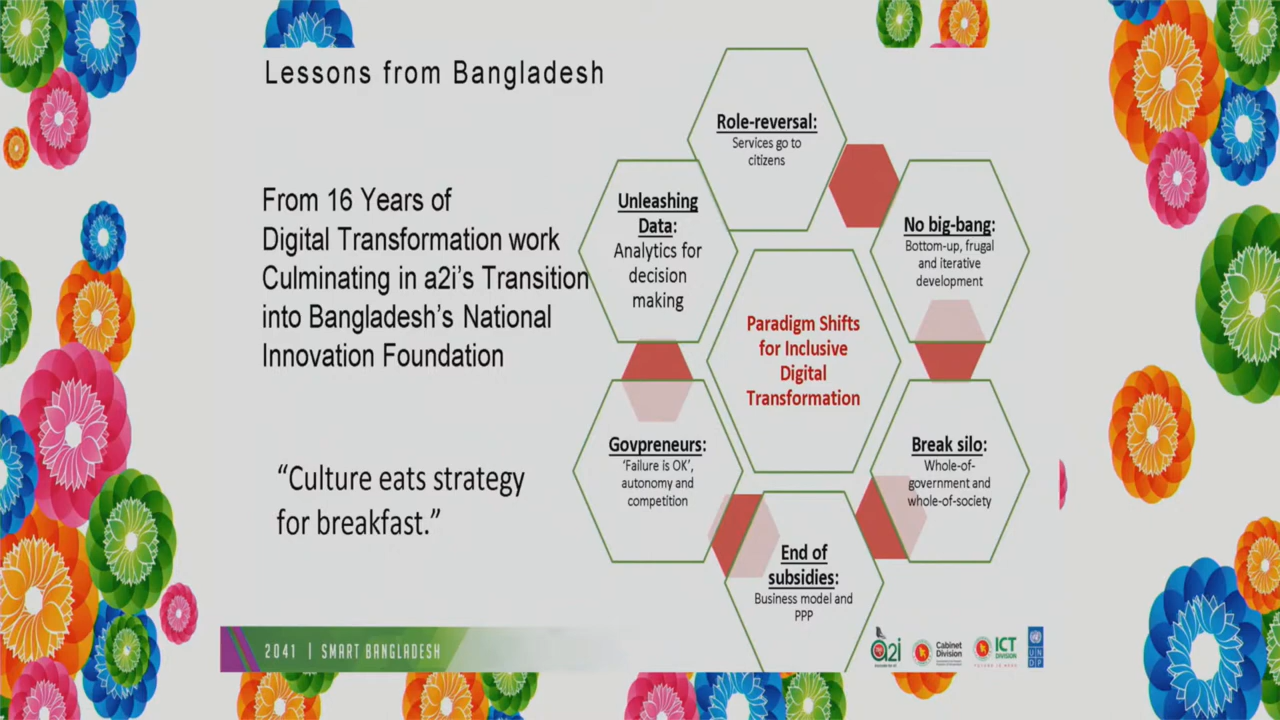 Lessons from Bangladesh
From 16 Years of
Digital Transformation work
Culminating in a2i's Transition
into Bangladesh's National
Innovation Foundation
“Culture eats strategy
for breakfast.”
Role-reversal:
Services go to
citizens
No big-bang:
Bottom-up, frugal
and iterative
development
Break silo:
Whole-of-
government and
whole-of-society
End of
subsidies:
Business model and
PPP
Govpreneurs:
‘Failure is OK’,
autonomy and
competition
Unleashing
Data:
Analytics for
decision
making
Paradigm Shifts
for Inclusive
Digital
Transformation
2041 | SMART BANGLADESH
a2i
Cabinet
Division
ICT
DIVISION
UN
DP